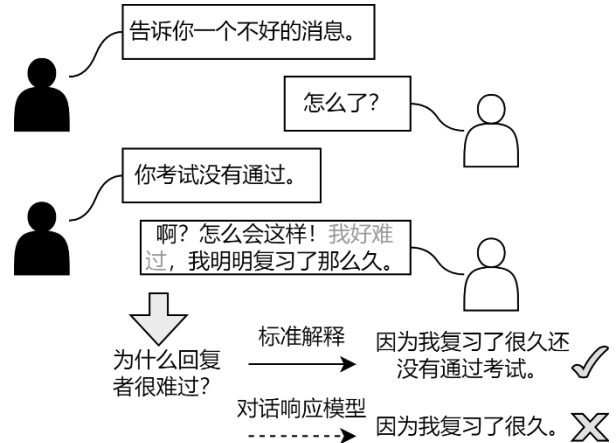 告诉你一个不好的消息。
怎么了?
你考试没有通过。
啊?怎么会这样!我好难
过,我明明复习了那么久。
为什么回复
者很难过?
标准解释
因为我复习了很久还
没有通过考试。
对话响应模型
因为我复习了很久。